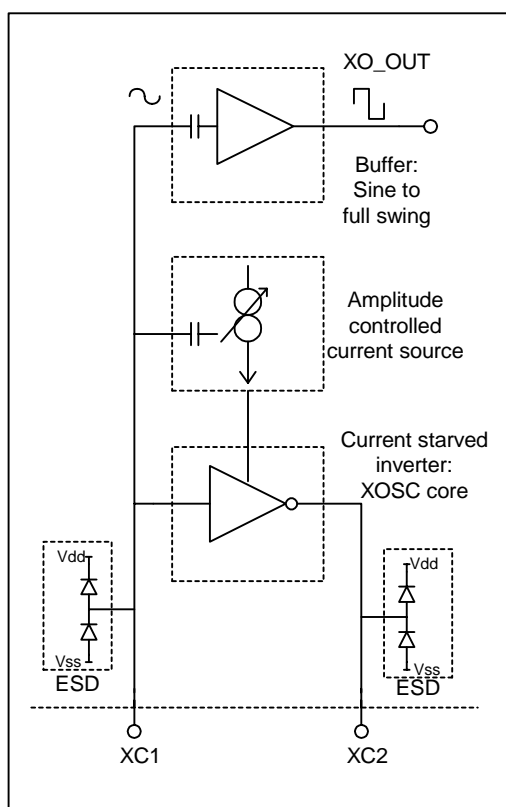 XO_OUT
Buffer:
Sine to
full swing
Amplitude
controlled
current source
Current starved
inverter:
XOSC core
Vdd
Vss
ESD
Vdd
Vss
ESD
XC1
XC2